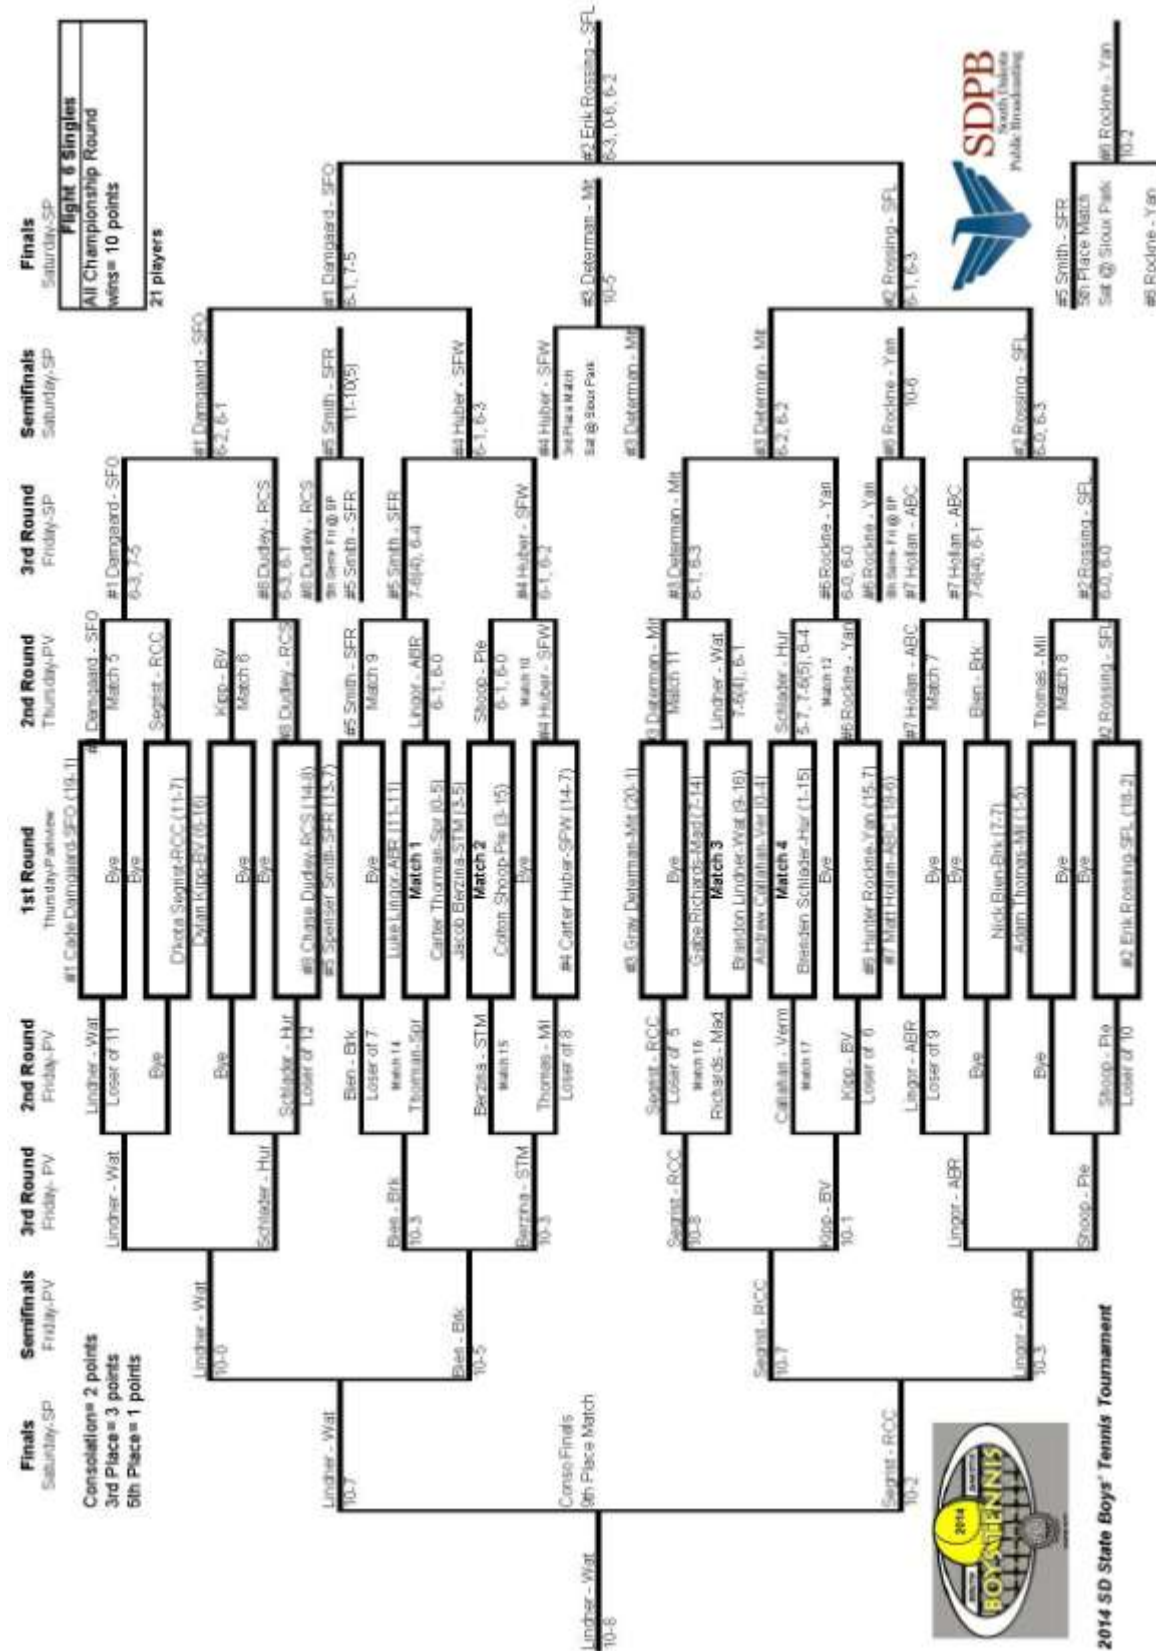 Finals
Saturday-SP
Semifinals
Friday-PV
3rd Round
Friday-PV
2nd Round
Friday-PV
1st Round
Thursday-Parkview
2nd Round
Thursday-PV
3rd Round
Friday-SP
Semifinals
Saturday-SP
Finals
Saturday-SP
Flight 6 Singles
All Championship Round
wins= 10 points
21 players
Consolation= 2 points
3rd Place= 3 points
5th Place= 1 points
#1 Cade Damgaard-SFO (19-1)
Bye
Bye
D'kota Segrist-RCC (11-7)
Dylan Kipp-BV (6-16)
Bye
Bye
#8 Chase Dudley-RCS (14-8)
#5 Spenser Smith-SFR (13-7)
Bye
Luke Lingor-ABR (11-11)
Match 1
Carter Thorman-Spr (0-5)
Jacob Berzina-STM (3-5)
Match 2
Colton Shoop-Pie (3-15)
Bye
#4 Carter Huber-SFW (14-7)
#3 Gray Determan-Mit (20-1)
Bye
Gabe Richards-Mad (7-14)
Match 3
Brandon Lindner-Wat (9-16)
Andrew Callahan-Ver (0-4)
Match 4
Branden Schlader-Hur (1-15)
Bye
#6 Hunter Rockne-Yan (15-7)
#7 Matt Hollan-ABC (18-6)
Bye
Bye
Nick Bien-Brk (7-7)
Adam Thomas-Mil
Bye
Bye
#2 Erik Rossing-SFL (18-2)
#1 Damgaard - SFO
Match 5
Segrist - RCC
Kipp - BV
Match 6
#8 Dudley - RCS
#5 Smith - SFR
Match 9
Lingor - ABR
6-1, 6-0
Shoop - Pie
6-1, 6-0
Match 10
#4 Huber - SFW
#3 Determan - Mit
Match 11
Lindner - Wat
7-6(4), 6-1
Schlader - Hur
5-7, 7-6(5), 6-4
Match 12
#6 Rockne - Yan
#7 Hollan - ABC
Match 7
Bien - Brk
Thomas - Mil
Match 8
#2 Rossing - SFL
#1 Damgaard - SFO
6-3, 7-5
#8 Dudley - RCS
6-3, 6-1
#8 Dudley - RCS
5th Semi- Fri @ SP
#5 Smith - SFR
#5 Smith - SFR
7-6(4), 6-4
#4 Huber - SFW
6-1, 6-2
#3 Determan - Mit
6-1, 6-3
#6 Rockne - Yan
6-0, 6-0
#6 Rockne - Yan
5th Semi- Fri @ SP
#7 Hollan - ABC
#7 Hollan - ABC
7-6(4), 6-1
#2 Rossing - SFL
6-0, 6-0
#1 Damgaard - SFO
6-2, 6-1
#5 Smith - SFR
11-10(5)
#4 Huber - SFW
6-1, 6-3
#4 Huber - SFW
3rd Place Match
Sat @ Sioux Park
#3 Determan - Mit
#3 Determan - Mit
6-2, 6-2
#6 Rockne - Yan
10-6
#2 Rossing - SFL
6-0, 6-3
#1 Damgaard - SFO
6-1, 7-5
#3 Determan - Mit
10-5
#2 Rossing - SFL
6-1, 6-3
#2 Erik Rossing - SFL
6-3, 0-6, 6-2
#5 Smith - SFR
5th Place Match
Sat @ Sioux Park
#6 Rockne - Yan
#6 Rockne - Yan
10-2
SDPB
South Dakota
Public Broadcasting
Lindner - Wat
Loser of 11
Bye
Bye
Schlader - Hur
Loser of 12
Bien - Brk
Loser of 7
Match 14
Thorman-Spr
Berzina - STM
Match 15
Thomas - Mil
Loser of 8
Segrist - RCC
Loser of 5
Match 16
Richards - Mad
Callahan - Verm
Match 17
Kipp - BV
Loser of 6
Lingor - ABR
Loser of 9
Bye
Bye
Shoop - Pie
Loser of 10
Lindner - Wat
Schlader - Hur
Bien - Brk
10-3
Berzina - STM
10-3
Segrist - RCC
10-8
Kipp - BV
10-1
Lingor - ABR
Shoop - Pie
Lindner - Wat
10-0
Bien - Brk
10-5
Segrist - RCC
10-7
Lingor - ABR
10-3
Lindner - Wat
10-7
Conso Finals
9th Place Match
Segrist - RCC
10-2
Lindner - Wat
10-8
2014
BOYS TENNIS
2014 SD State Boys' Tennis Tournament